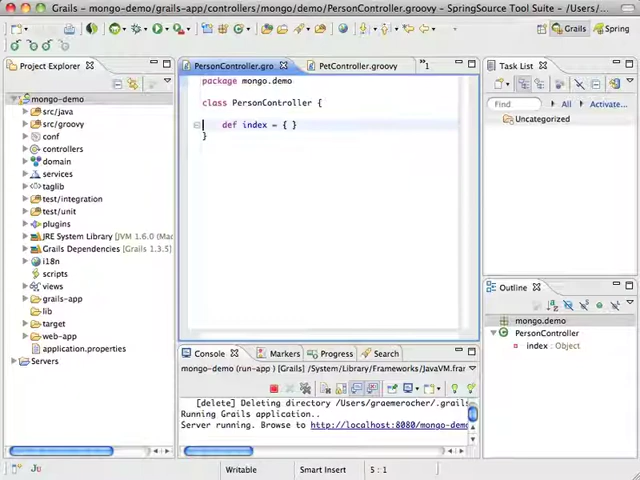 Grails - mongo-demo/grails-app/controllers/mongo/demo/PersonController.groovy - SpringSource Tool Suite - /Users/...
Grails
Spring
Project Explorer
mongo-demo
src/java
src/groovy
conf
controllers
domain
services
taglib
test/integration
test/unit
plugins
JRE System Library [JVM 1.6.0 (Mac
Grails Dependencies [Grails 1.3.5]
i18n
scripts
views
grails-app
lib
target
web-app
application.properties
Servers
PersonController.gro
PetController.groovy
1
package mongo.demo
class PersonController {
def index = { }
}
Task List
Find
All
Activate...
Uncategorized
Outline
mongo.demo
PersonController
index : Object
Console
Markers
Progress
Search
mongo-demo (run-app) [Grails] /System/Library/Frameworks/JavaVM.fram
[delete] Deleting directory /Users/graemerocher/.grails
Running Grails application..
Server running. Browse to http://localhost:8080/mongo-demo
Writable
Smart Insert
5 : 1